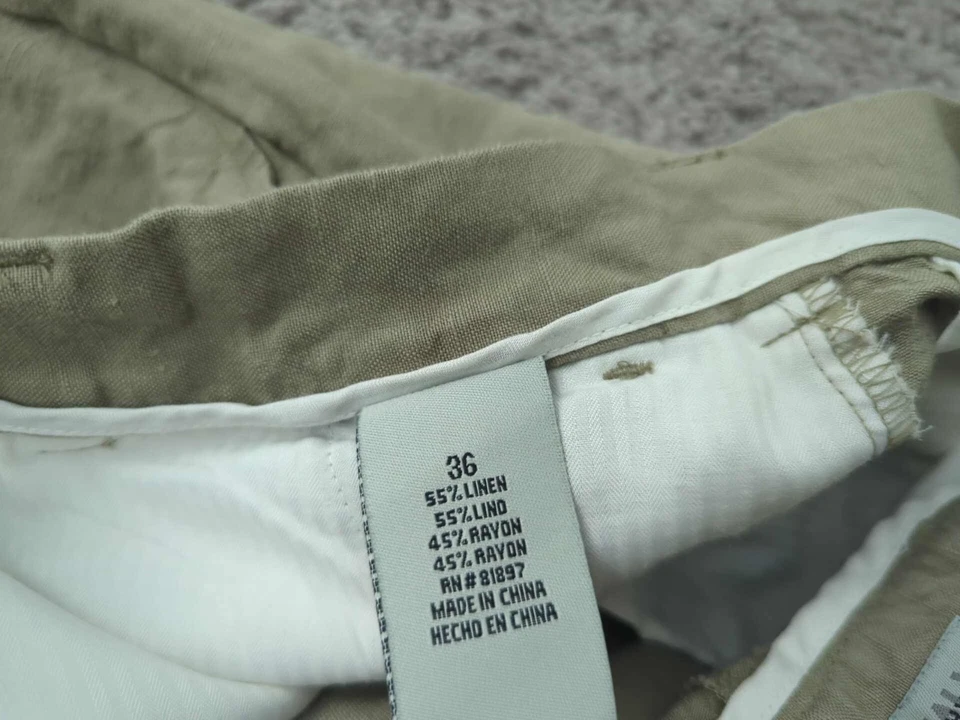 36
55% LINEN
55% LINO
45% RAYON
45% RAYON
RN# 81897
MADE IN CHINA
HECHO EN CHINA